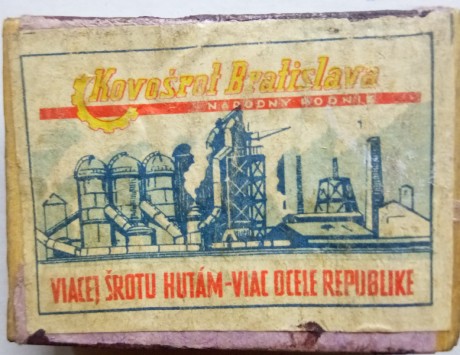 Kovošrot Bratislava
NÁRODNÝ PODNIK
VIACEJ ŠROTU HUTÁM-VIAC OCELE REPUBLIKE